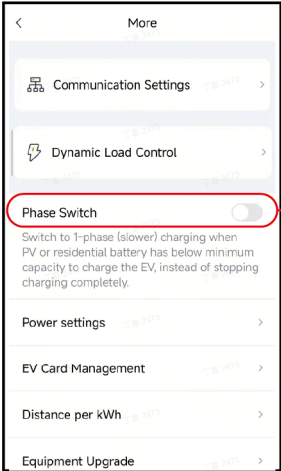 More
Communication Settings
Dynamic Load Control
Phase Switch
Switch to 1-phase (slower) charging when
PV or residential battery has below minimum
capacity to charge the EV, instead of stopping
charging completely.
Power settings
EV Card Management
Distance per kWh
Equipment Upgrade